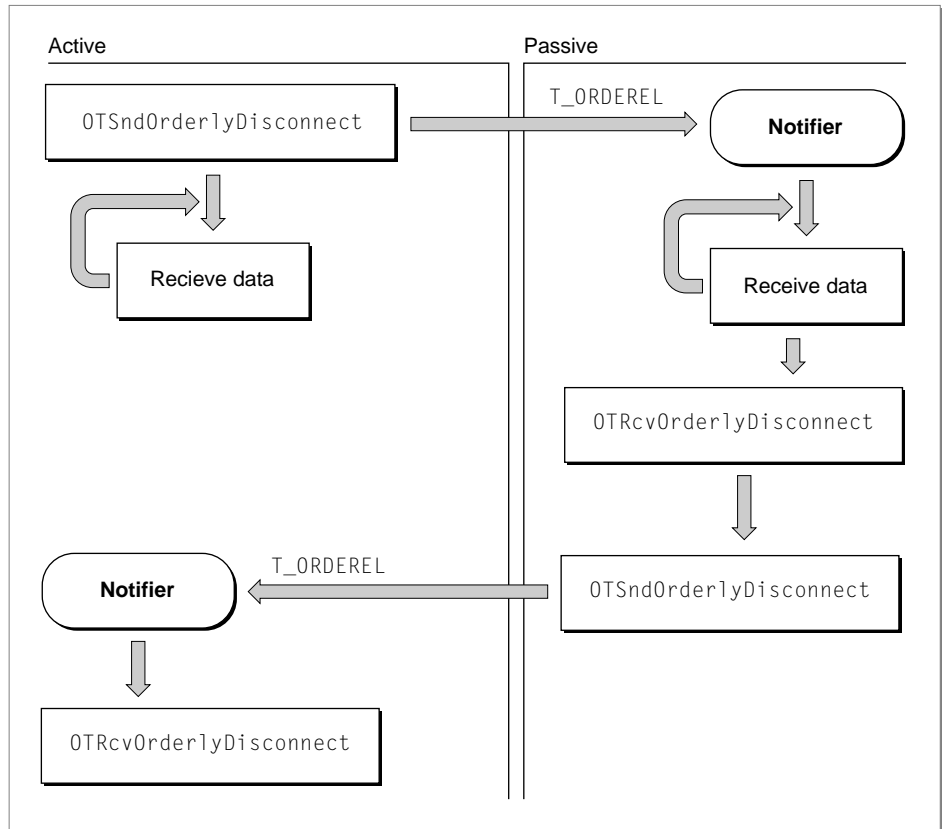 Active
Passive
OTSndOrderlyDisconnect
T_ORDEREL
Notifier
Recieve data
Receive data
OTRcvOrderlyDisconnect
Notifier
T_ORDEREL
OTSndOrderlyDisconnect
OTRcvOrderlyDisconnect